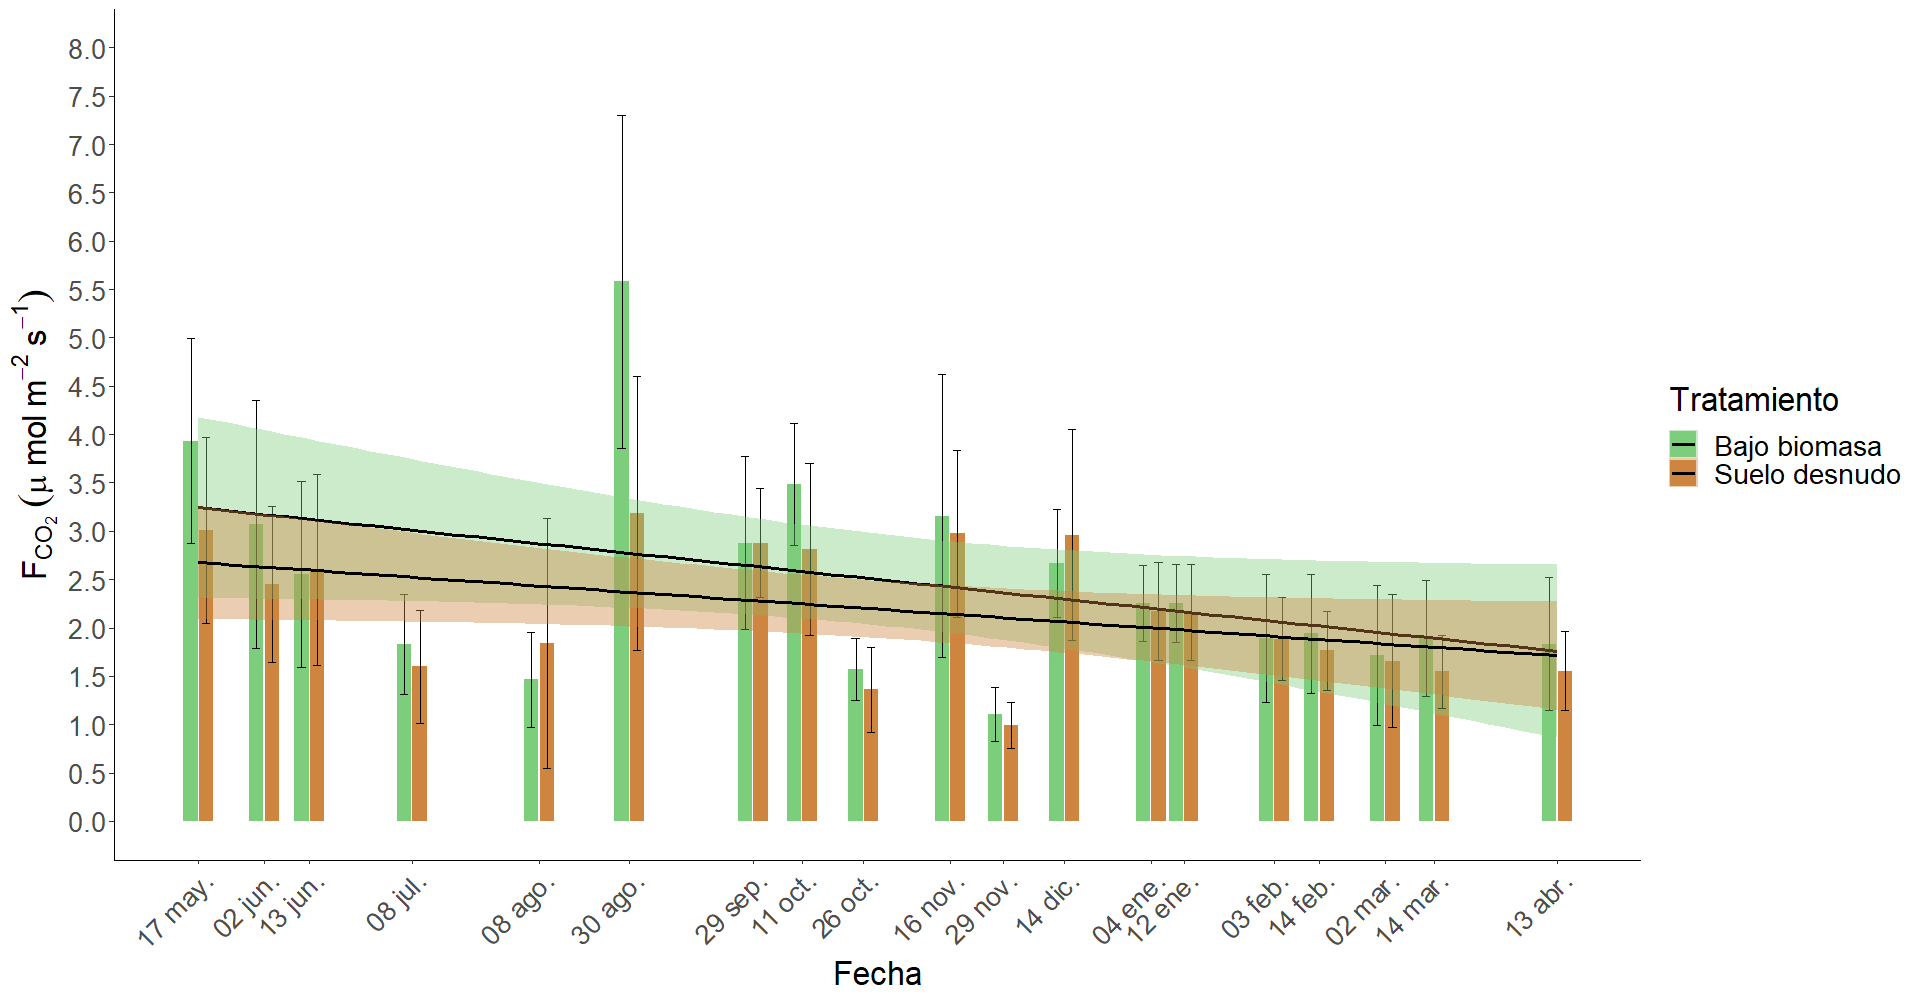 8.0
7.5
7.0
6.5
6.0
5.5
5.0
4.5
4.0
3.5
3.0
2.5
2.0
1.5
1.0
0.5
0.0
F_CO₂ (μ mol m⁻² s⁻¹)
17 may.
02 jun.
13 jun.
08 jul.
08 ago.
30 ago.
29 sep.
11 oct.
26 oct.
16 nov.
29 nov.
14 dic.
04 ene.
12 ene.
03 feb.
14 feb.
02 mar.
14 mar.
13 abr.
Fecha
Tratamiento
Bajo biomasa
Suelo desnudo